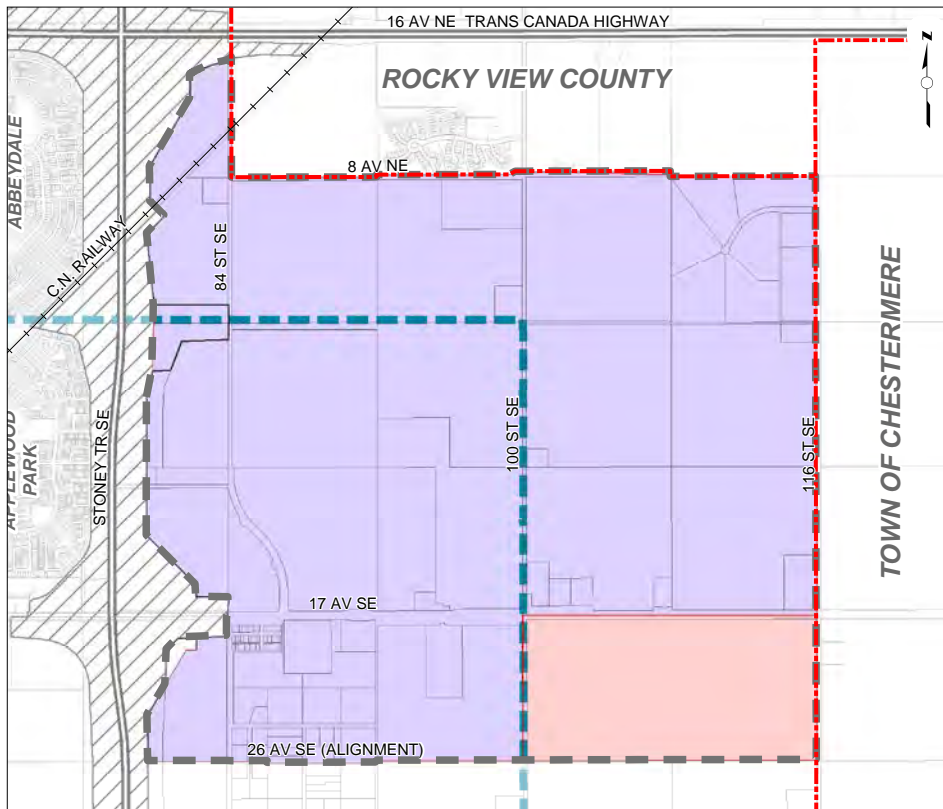 16 AV NE TRANS CANADA HIGHWAY
N
ROCKY VIEW COUNTY
ABBEYDALE
8 AV NE
C.N. RAILWAY
84 ST SE
TOWN OF CHESTERMERE
APPLEWOOD
PARK
STONEY TR SE
100 ST SE
116 ST SE
17 AV SE
26 AV SE (ALIGNMENT)